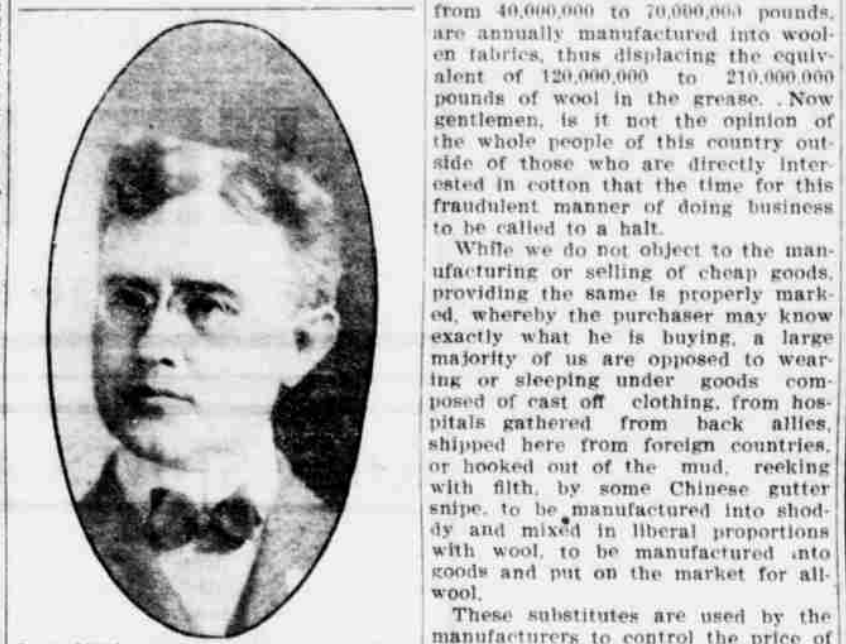 from 40,000,000 to 70,000,000 pounds,
are annually manufactured into wool-
en fabrics, thus displacing the equiv-
alent of 120,000,000 to 210,000,000
pounds of wool in the grease. . Now
gentlemen, is it not the opinion of
the whole people of this country out-
side of those who are directly inter-
ested in cotton that the time for this
fraudulent manner of doing business
to be called to a halt.
While we do not object to the man-
ufacturing or selling of cheap goods,
providing the same is properly mark-
ed, whereby the purchaser may know
exactly what he is buying, a large
majority of us are opposed to wear-
ing or sleeping under goods com-
posed of cast off clothing, from hos-
pitals gathered from back allies,
shipped here from foreign countries,
or hooked out of the mud, reeking
with filth, by some Chinese gutter
snipe, to be manufactured into shod-
dy and mixed in liberal proportions
with wool, to be manufactured into
goods and put on the market for all-
wool.
These substitutes are used by the
manufacturers to control the price of